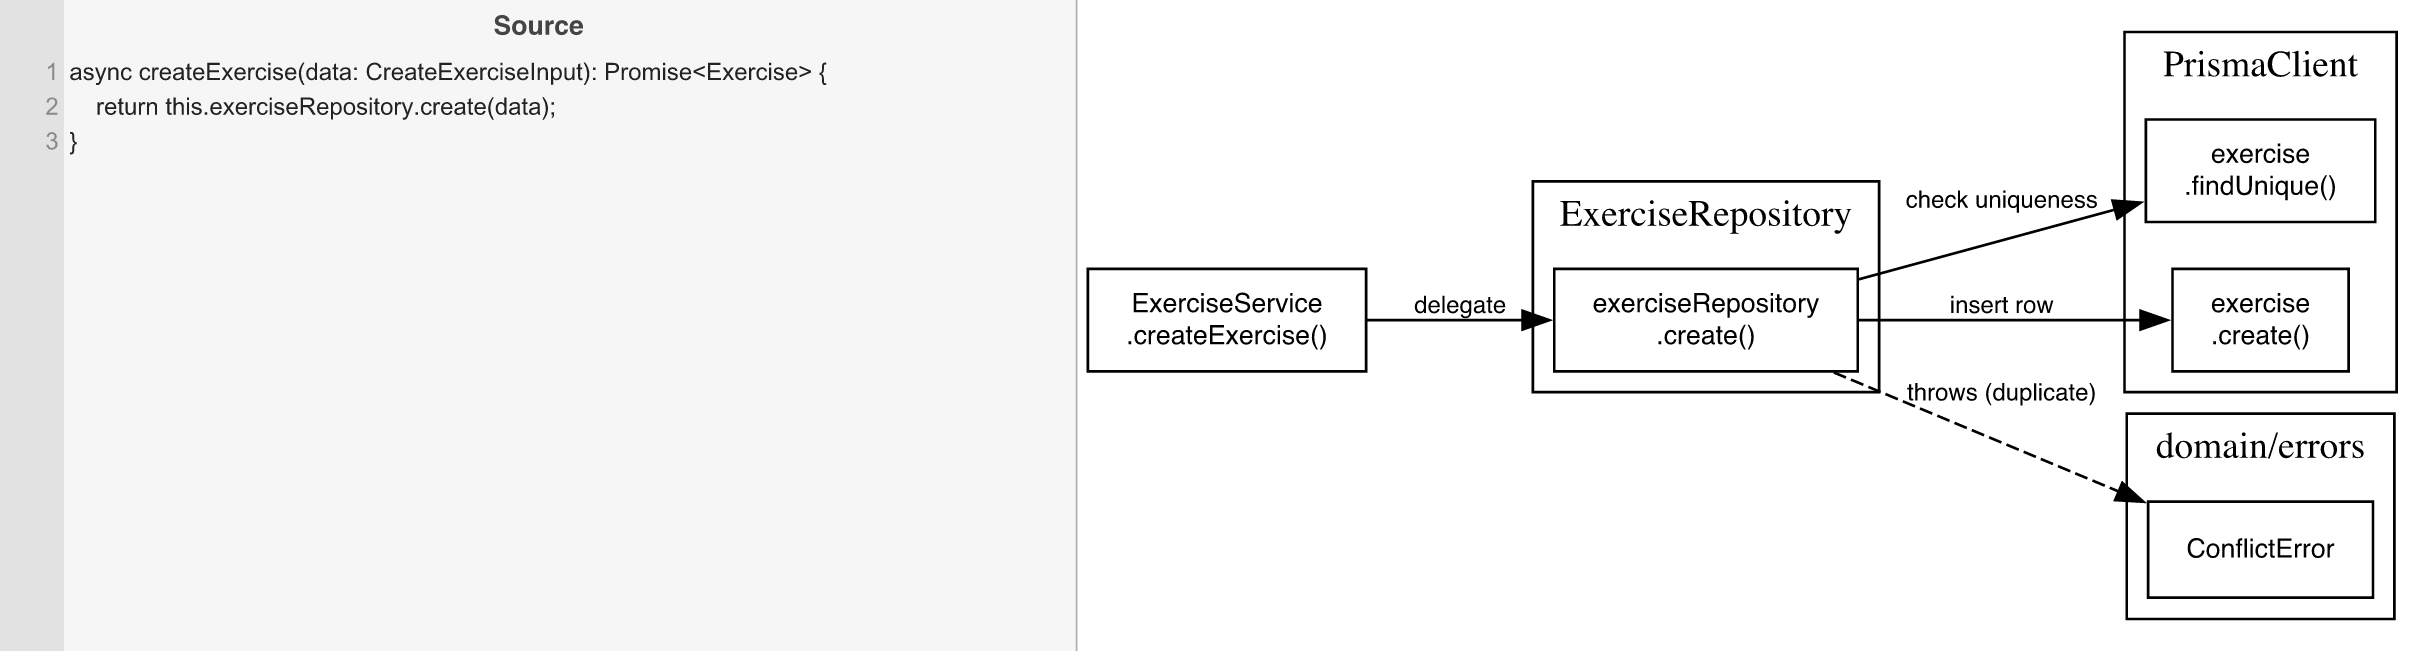 Source
1 async createExercise(data: CreateExerciseInput): Promise<Exercise> {
2 return this.exerciseRepository.create(data);
3 }
ExerciseService
.createExercise()
delegate
ExerciseRepository
exerciseRepository
.create()
check uniqueness
insert row
throws (duplicate)
PrismaClient
exercise
.findUnique()
exercise
.create()
domain/errors
ConflictError